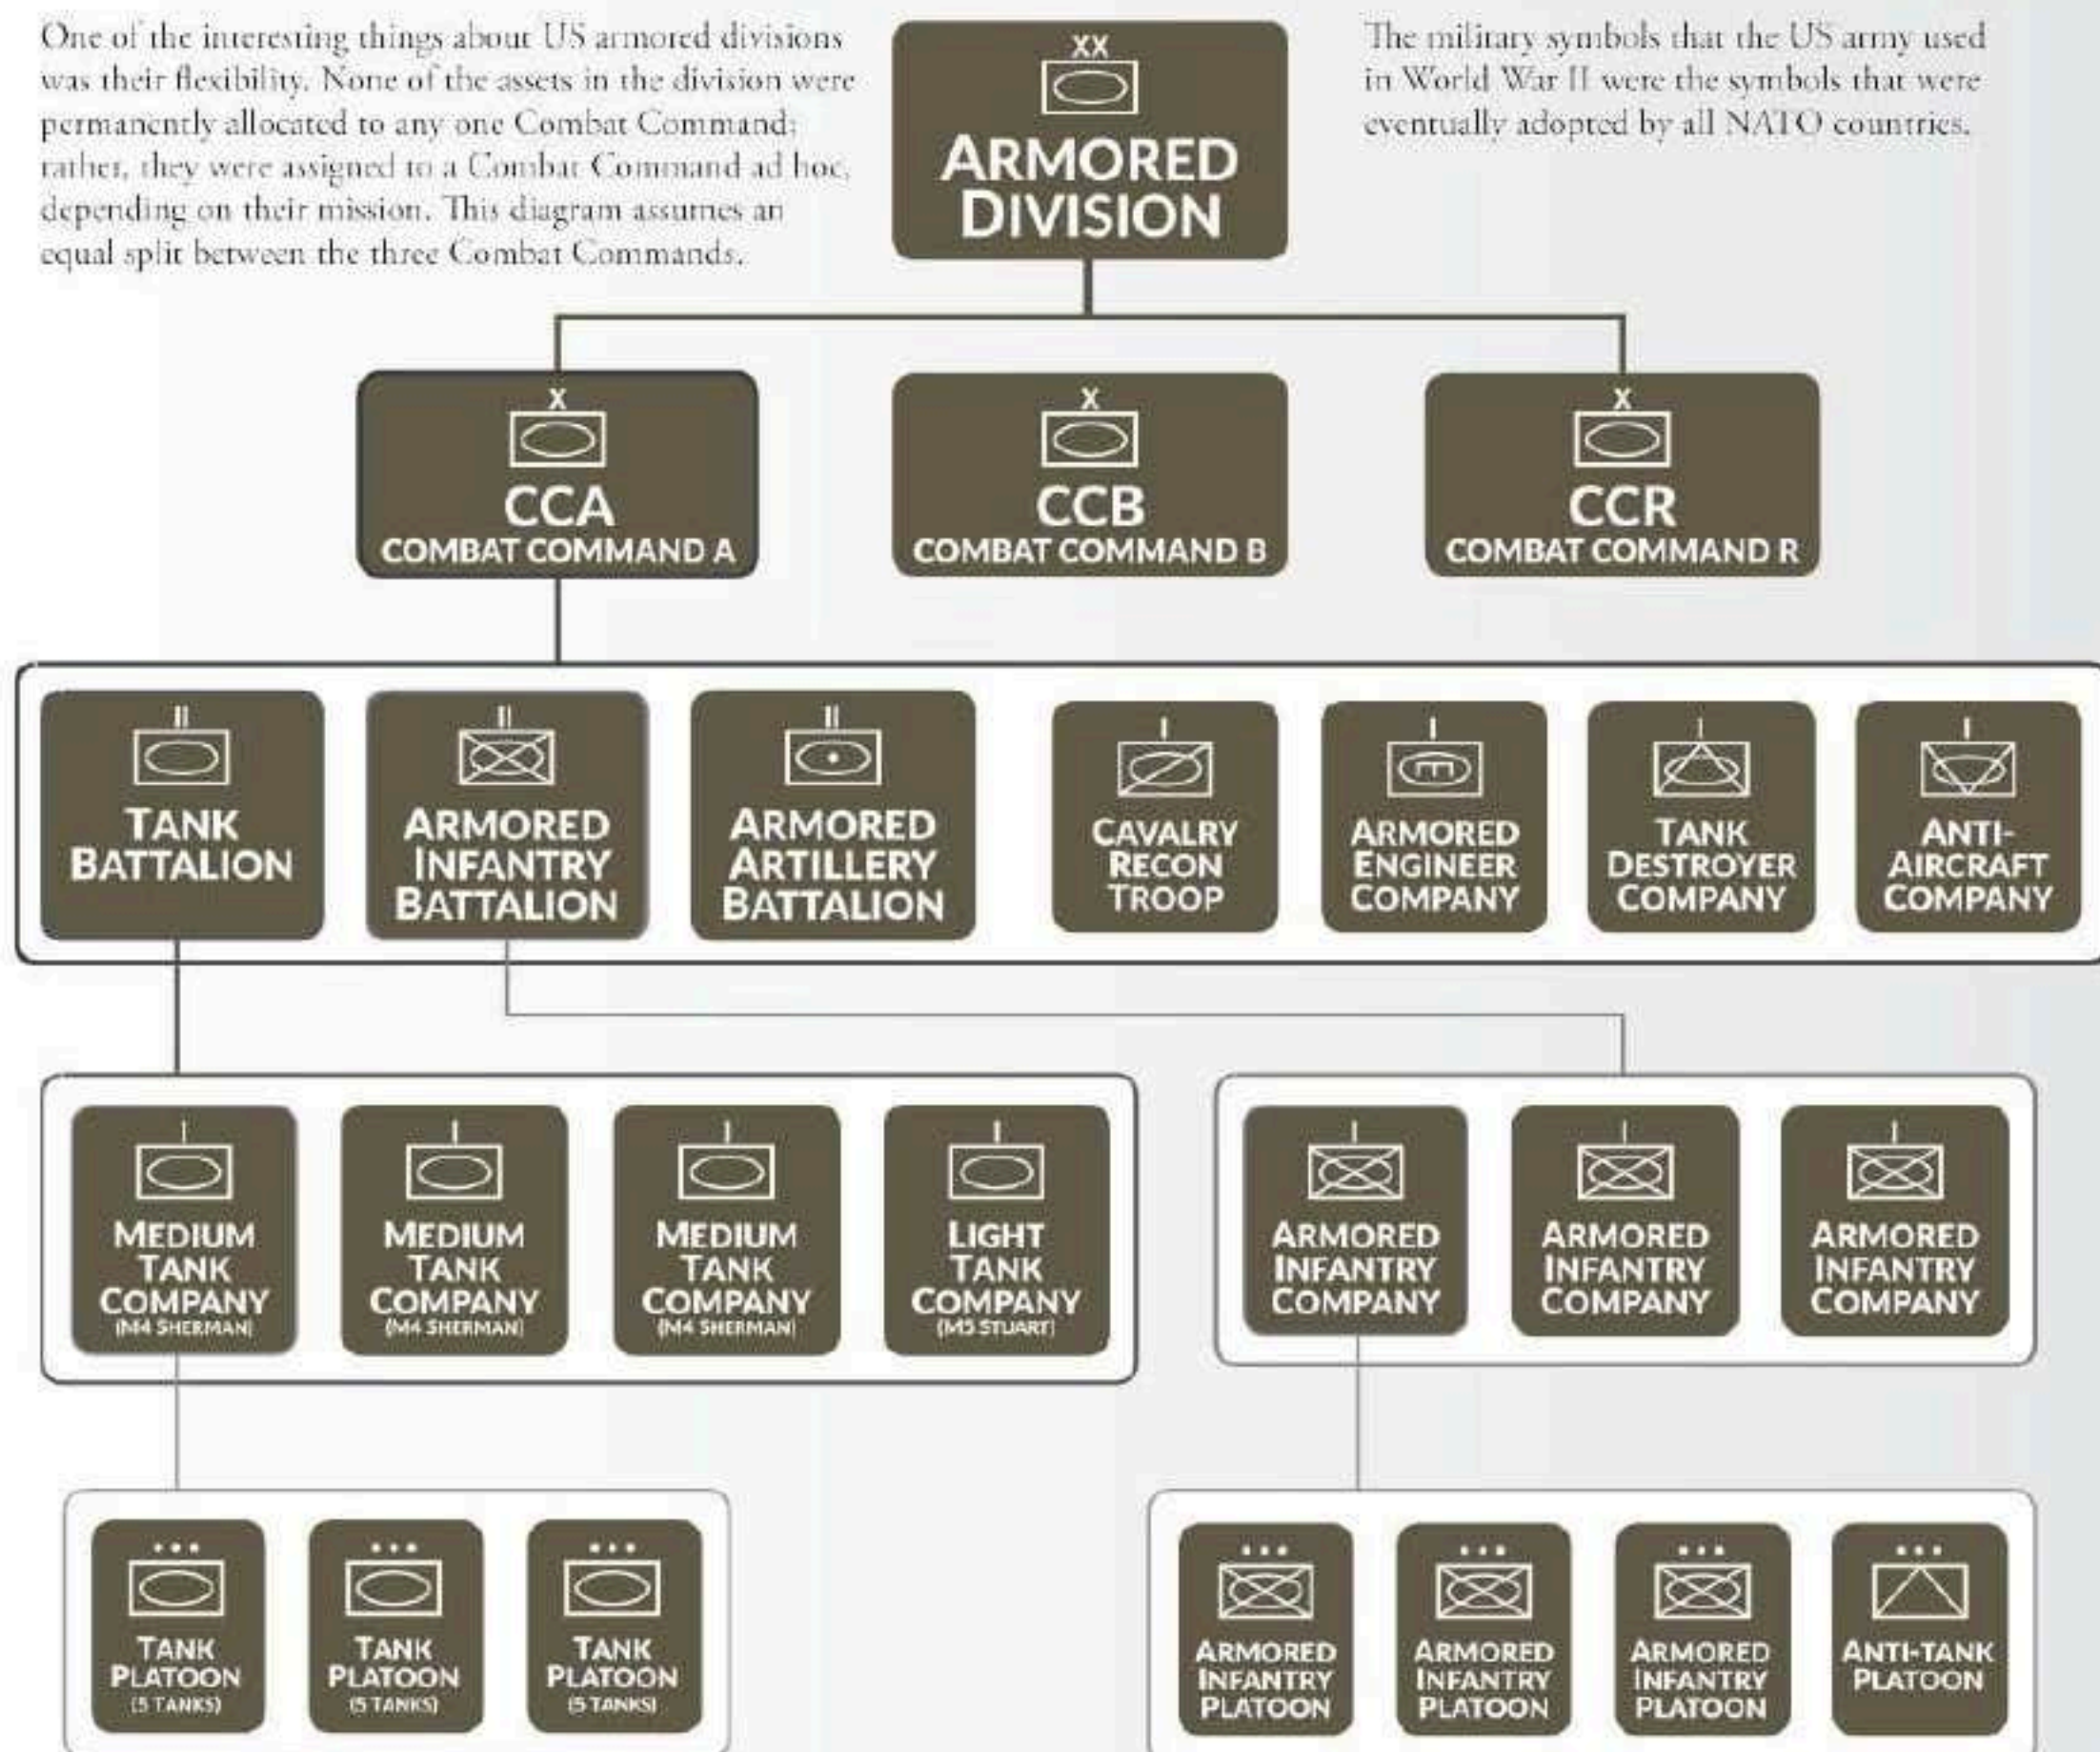 One of the interesting things about US armored divisions
was their flexibility. None of the assets in the division were
permanently allocated to any one Combat Command;
rather, they were assigned to a Combat Command ad hoc,
depending on their mission. This diagram assumes an
equal split between the three Combat Commands.
XX
ARMORED
DIVISION
The military symbols that the US army used
in World War II were the symbols that were
eventually adopted by all NATO countries.
X
CCA
COMBAT COMMAND A
X
CCB
COMBAT COMMAND B
X
CCR
COMBAT COMMAND R
II
TANK
BATTALION
II
ARMORED
INFANTRY
BATTALION
II
ARMORED
ARTILLERY
BATTALION
I
CAVALRY
RECON
TROOP
I
ARMORED
ENGINEER
COMPANY
I
TANK
DESTROYER
COMPANY
I
ANTI-
AIRCRAFT
COMPANY
I
MEDIUM
TANK
COMPANY
(M4 SHERMAN)
I
MEDIUM
TANK
COMPANY
(M4 SHERMAN)
I
MEDIUM
TANK
COMPANY
(M4 SHERMAN)
I
LIGHT
TANK
COMPANY
(M5 STUART)
I
ARMORED
INFANTRY
COMPANY
I
ARMORED
INFANTRY
COMPANY
I
ARMORED
INFANTRY
COMPANY
TANK
PLATOON
(5 TANKS)
TANK
PLATOON
(5 TANKS)
TANK
PLATOON
(5 TANKS)
ARMORED
INFANTRY
PLATOON
ARMORED
INFANTRY
PLATOON
ARMORED
INFANTRY
PLATOON
ANTI-TANK
PLATOON